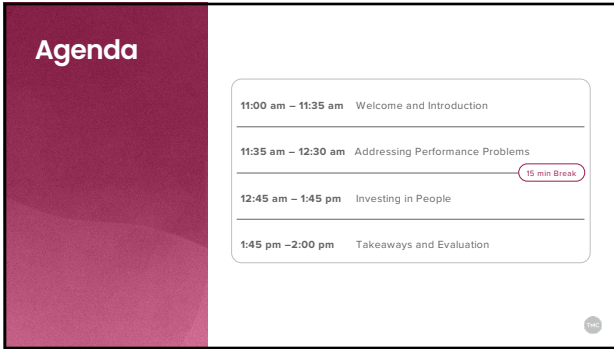 Agenda
11:00 am – 11:35 am Welcome and Introduction
11:35 am – 12:30 am Addressing Performance Problems
15 min Break
12:45 am – 1:45 pm Investing in People
1:45 pm –2:00 pm Takeaways and Evaluation
TMC